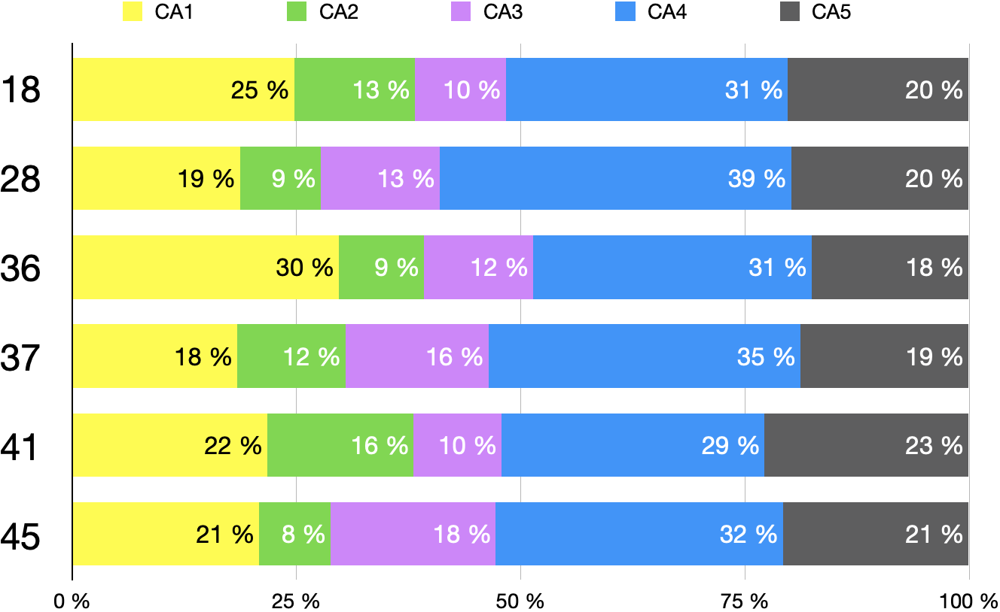 CA1 CA2 CA3 CA4 CA5
18 25 % 13 % 10 % 31 % 20 %
28 19 % 9 % 13 % 39 % 20 %
36 30 % 9 % 12 % 31 % 18 %
37 18 % 12 % 16 % 35 % 19 %
41 22 % 16 % 10 % 29 % 23 %
45 21 % 8 % 18 % 32 % 21 %
0 % 25 % 50 % 75 % 100 %